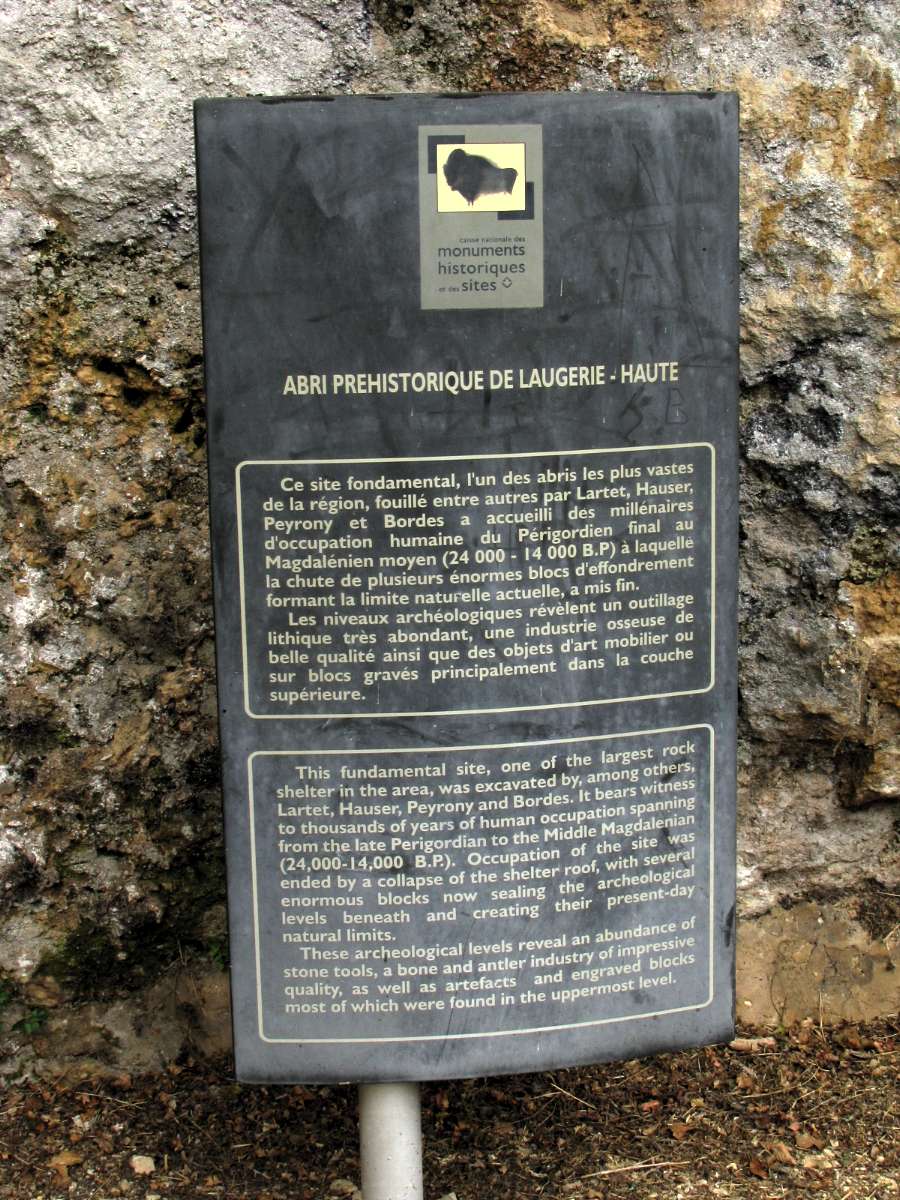 caisse nationale des
monuments
historiques
et des sites
ABRI PREHISTORIQUE DE LAUGERIE - HAUTE
K B
Ce site fondamental, l'un des abris les plus vastes
de la région, fouillé entre autres par Lartet, Hauser,
Peyrony et Bordes a accueilli des millénaires
d'occupation humaine du Périgordien final au
Magdalénien moyen (24 000 - 14 000 B.P) à laquelle
la chute de plusieurs énormes blocs d'effondrement
formant la limite naturelle actuelle, a mis fin.
Les niveaux archéologiques révèlent un outillage
lithique très abondant, une industrie osseuse de
belle qualité ainsi que des objets d'art mobilier ou
sur blocs gravés principalement dans la couche
supérieure.
This fundamental site, one of the largest rock
shelter in the area, was excavated by, among others,
Lartet, Hauser, Peyrony and Bordes. It bears witness
to thousands of years of human occupation spanning
from the late Perigordian to the Middle Magdalenian
(24,000-14,000 B.P.). Occupation of the site was
ended by a collapse of the shelter roof, with several
enormous blocks now sealing the archeological
levels beneath and creating their present-day
natural limits.
These archeological levels reveal an abundance of
stone tools, a bone and antler industry of impressive
quality, as well as artefacts and engraved blocks
most of which were found in the uppermost level.